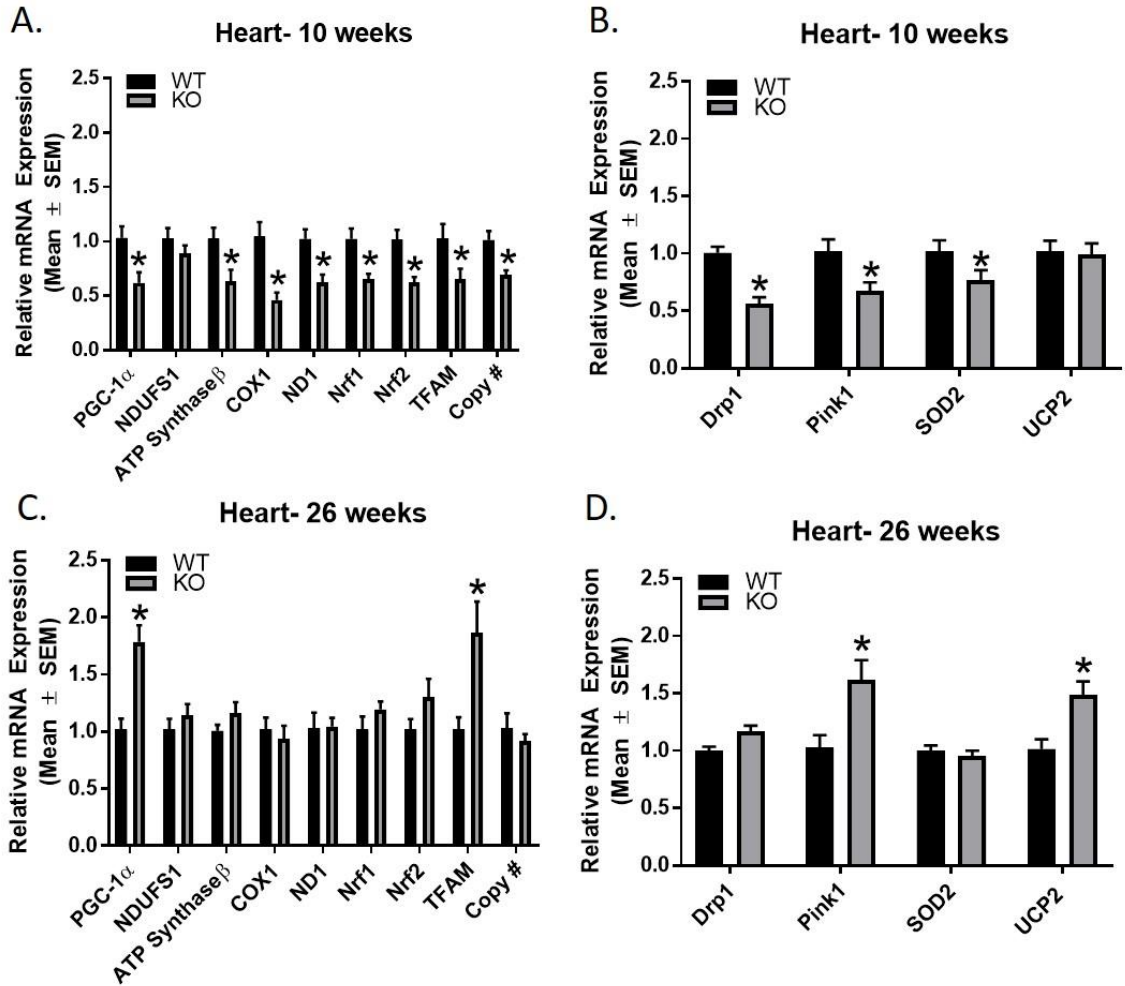 A.
Heart- 10 weeks
Relative mRNA Expression
(Mean ± SEM)
2.5
2.0
1.5
1.0
0.5
0.0
WT
KO
* * * * * * * *
PGC-1α
NDUFS1
ATP Synthaseβ
COX1
ND1
Nrf1
Nrf2
TFAM
Copy #
B.
Heart- 10 weeks
Relative mRNA Expression
(Mean ± SEM)
2.5
2.0
1.5
1.0
0.5
0.0
WT
KO
* * *
Drp1
Pink1
SOD2
UCP2
C.
Heart- 26 weeks
Relative mRNA Expression
(Mean ± SEM)
2.5
2.0
1.5
1.0
0.5
0.0
WT
KO
* *
PGC-1α
NDUFS1
ATP Synthaseβ
COX1
ND1
Nrf1
Nrf2
TFAM
Copy #
D.
Heart- 26 weeks
Relative mRNA Expression
(Mean ± SEM)
2.5
2.0
1.5
1.0
0.5
0.0
WT
KO
* *
Drp1
Pink1
SOD2
UCP2